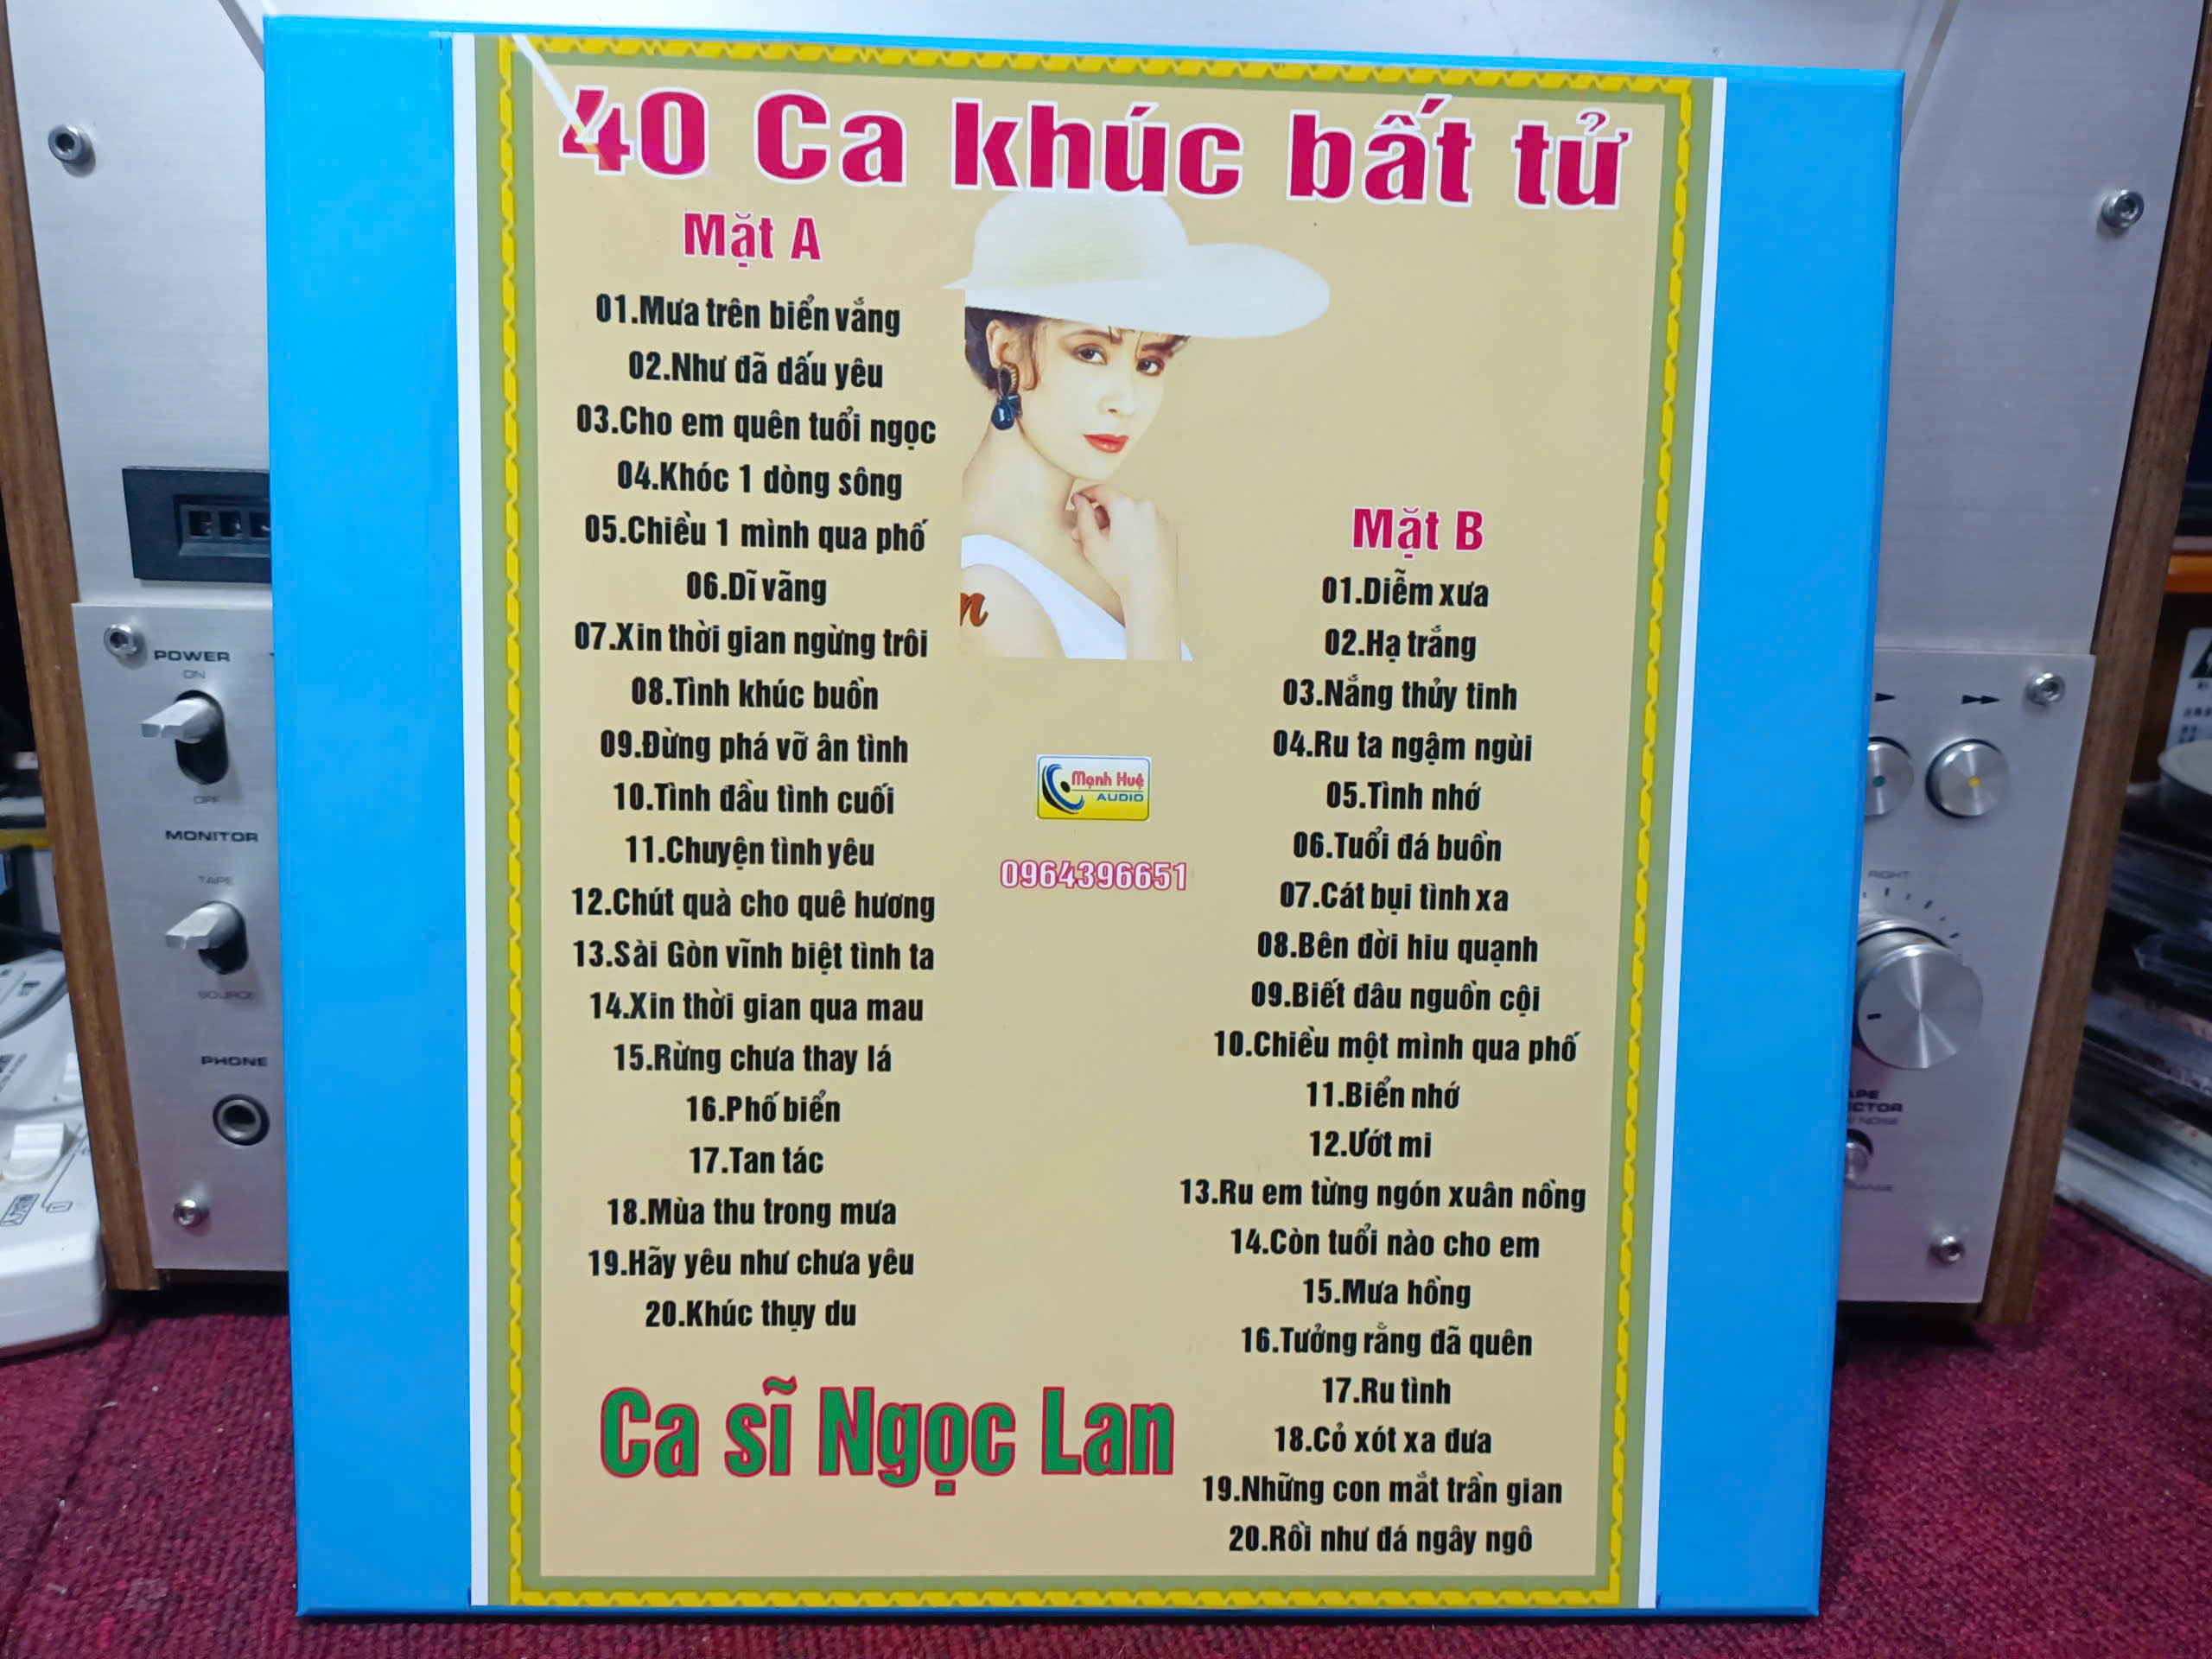 40 Ca khúc bất tử
Mặt A
01.Mưa trên biển vắng
02.Như đã dấu yêu
03.Cho em quên tuổi ngọc
04.Khóc 1 dòng sông
05.Chiều 1 mình qua phố
06.Dĩ vãng
07.Xin thời gian ngừng trôi
08.Tình khúc buồn
09.Đừng phá vỡ ân tình
10.Tình đầu tình cuối
11.Chuyện tình yêu
12.Chút quà cho quê hương
13.Sài Gòn vĩnh biệt tình ta
14.Xin thời gian qua mau
15.Rừng chưa thay lá
16.Phố biển
17.Tan tác
18.Mùa thu trong mưa
19.Hãy yêu như chưa yêu
20.Khúc thụy du
Ca sĩ Ngọc Lan
n
Mạnh Huệ
AUDIO
0964396651
Mặt B
01.Diễm xưa
02.Hạ trắng
03.Nắng thủy tinh
04.Ru ta ngậm ngùi
05.Tình nhớ
06.Tuổi đá buồn
07.Cát bụi tình xa
08.Bên đời hiu quạnh
09.Biết đâu nguồn cội
10.Chiều một mình qua phố
11.Biển nhớ
12.Ướt mi
13.Ru em từng ngón xuân nồng
14.Còn tuổi nào cho em
15.Mưa hồng
16.Tưởng rằng đã quên
17.Ru tình
18.Cỏ xót xa đưa
19.Những con mắt trần gian
20.Rồi như đá ngây ngô
POWER
ON
OFF
MONITOR
TAPE
SOURCE
PHONE
RIGHT